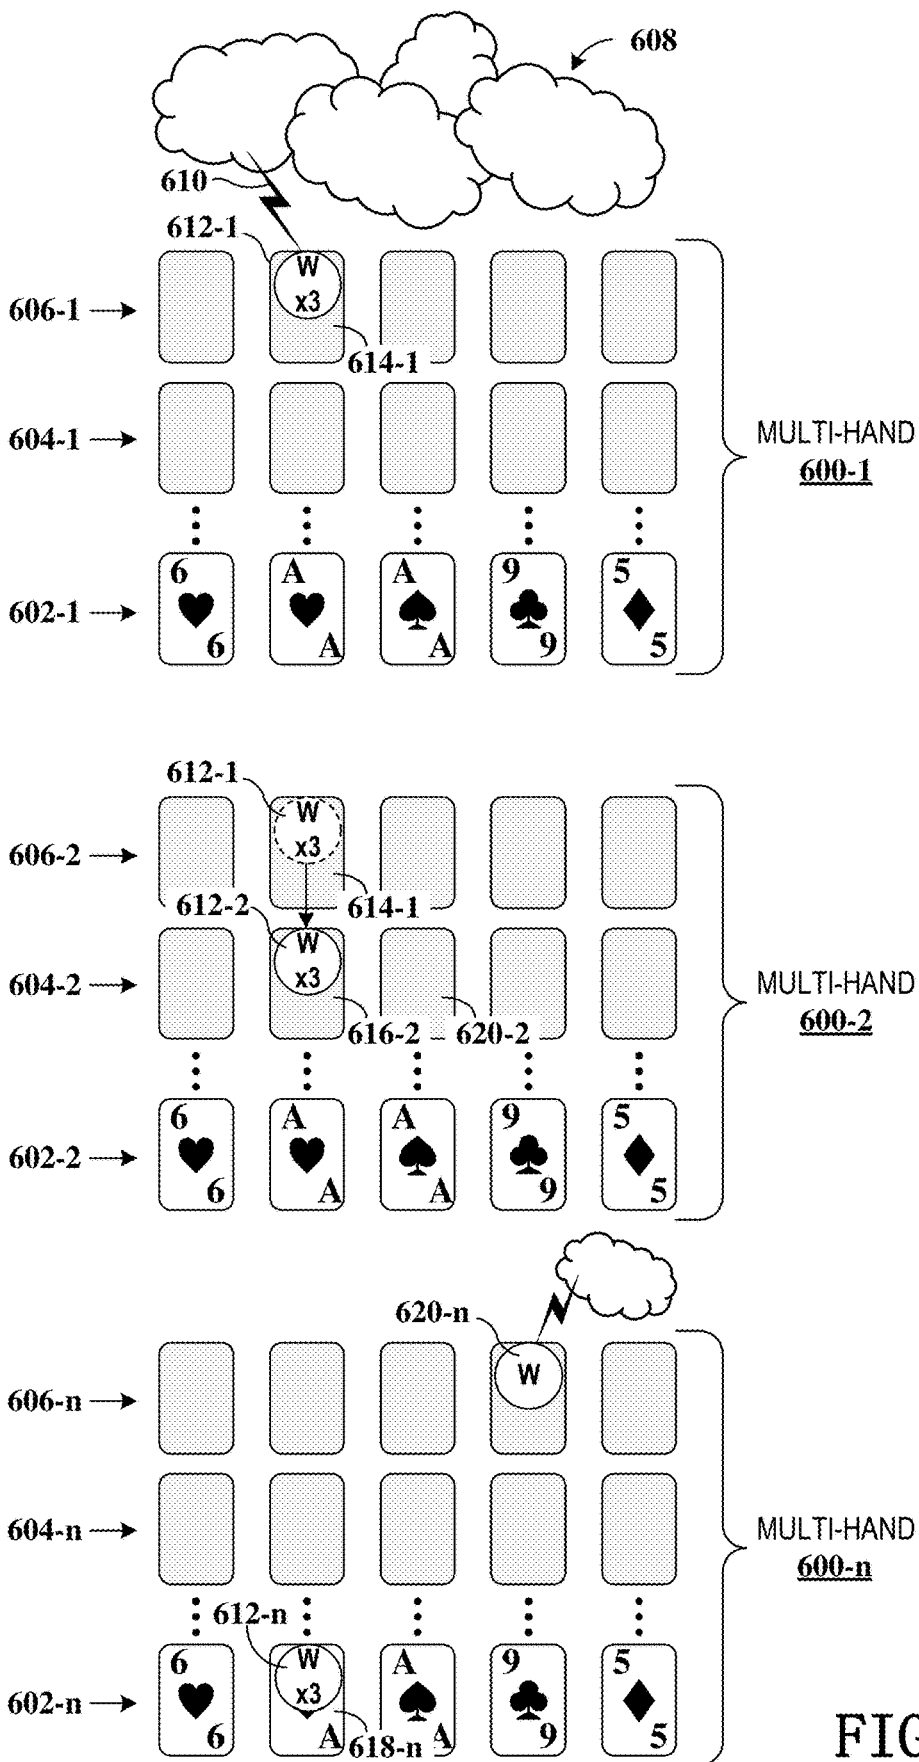 608
610
612-1
W
x3
606-1
614-1
604-1
MULTI-HAND
600-1
6 A A 9 5
602-1
6 A A 9 5
612-1
W
x3
606-2
612-2
614-1
W
x3
604-2
MULTI-HAND
600-2
616-2 620-2
6 A A 9 5
602-2
6 A A 9 5
620-n
W
606-n
604-n
MULTI-HAND
600-n
612-n
6 W A 9 5
x3
602-n
6 A A 9 5
618-n
FIG